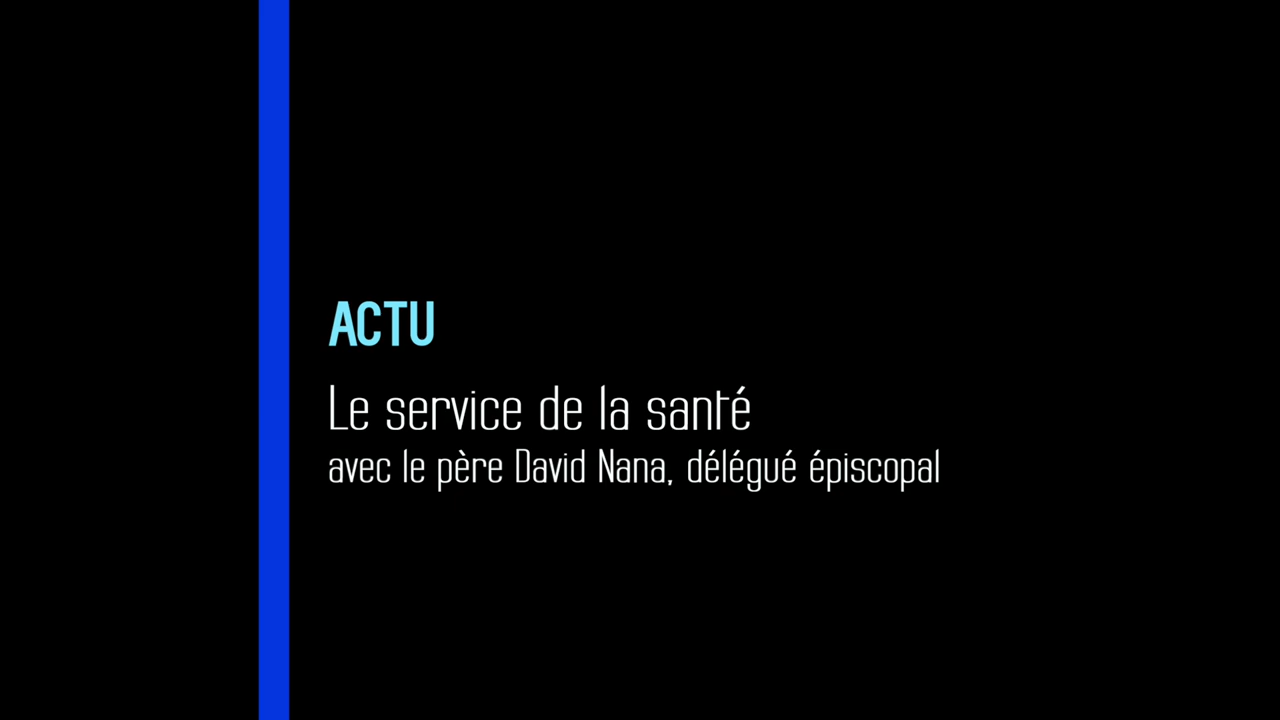 ACTU
Le service de la santé
avec le père David Nana, délégué épiscopal